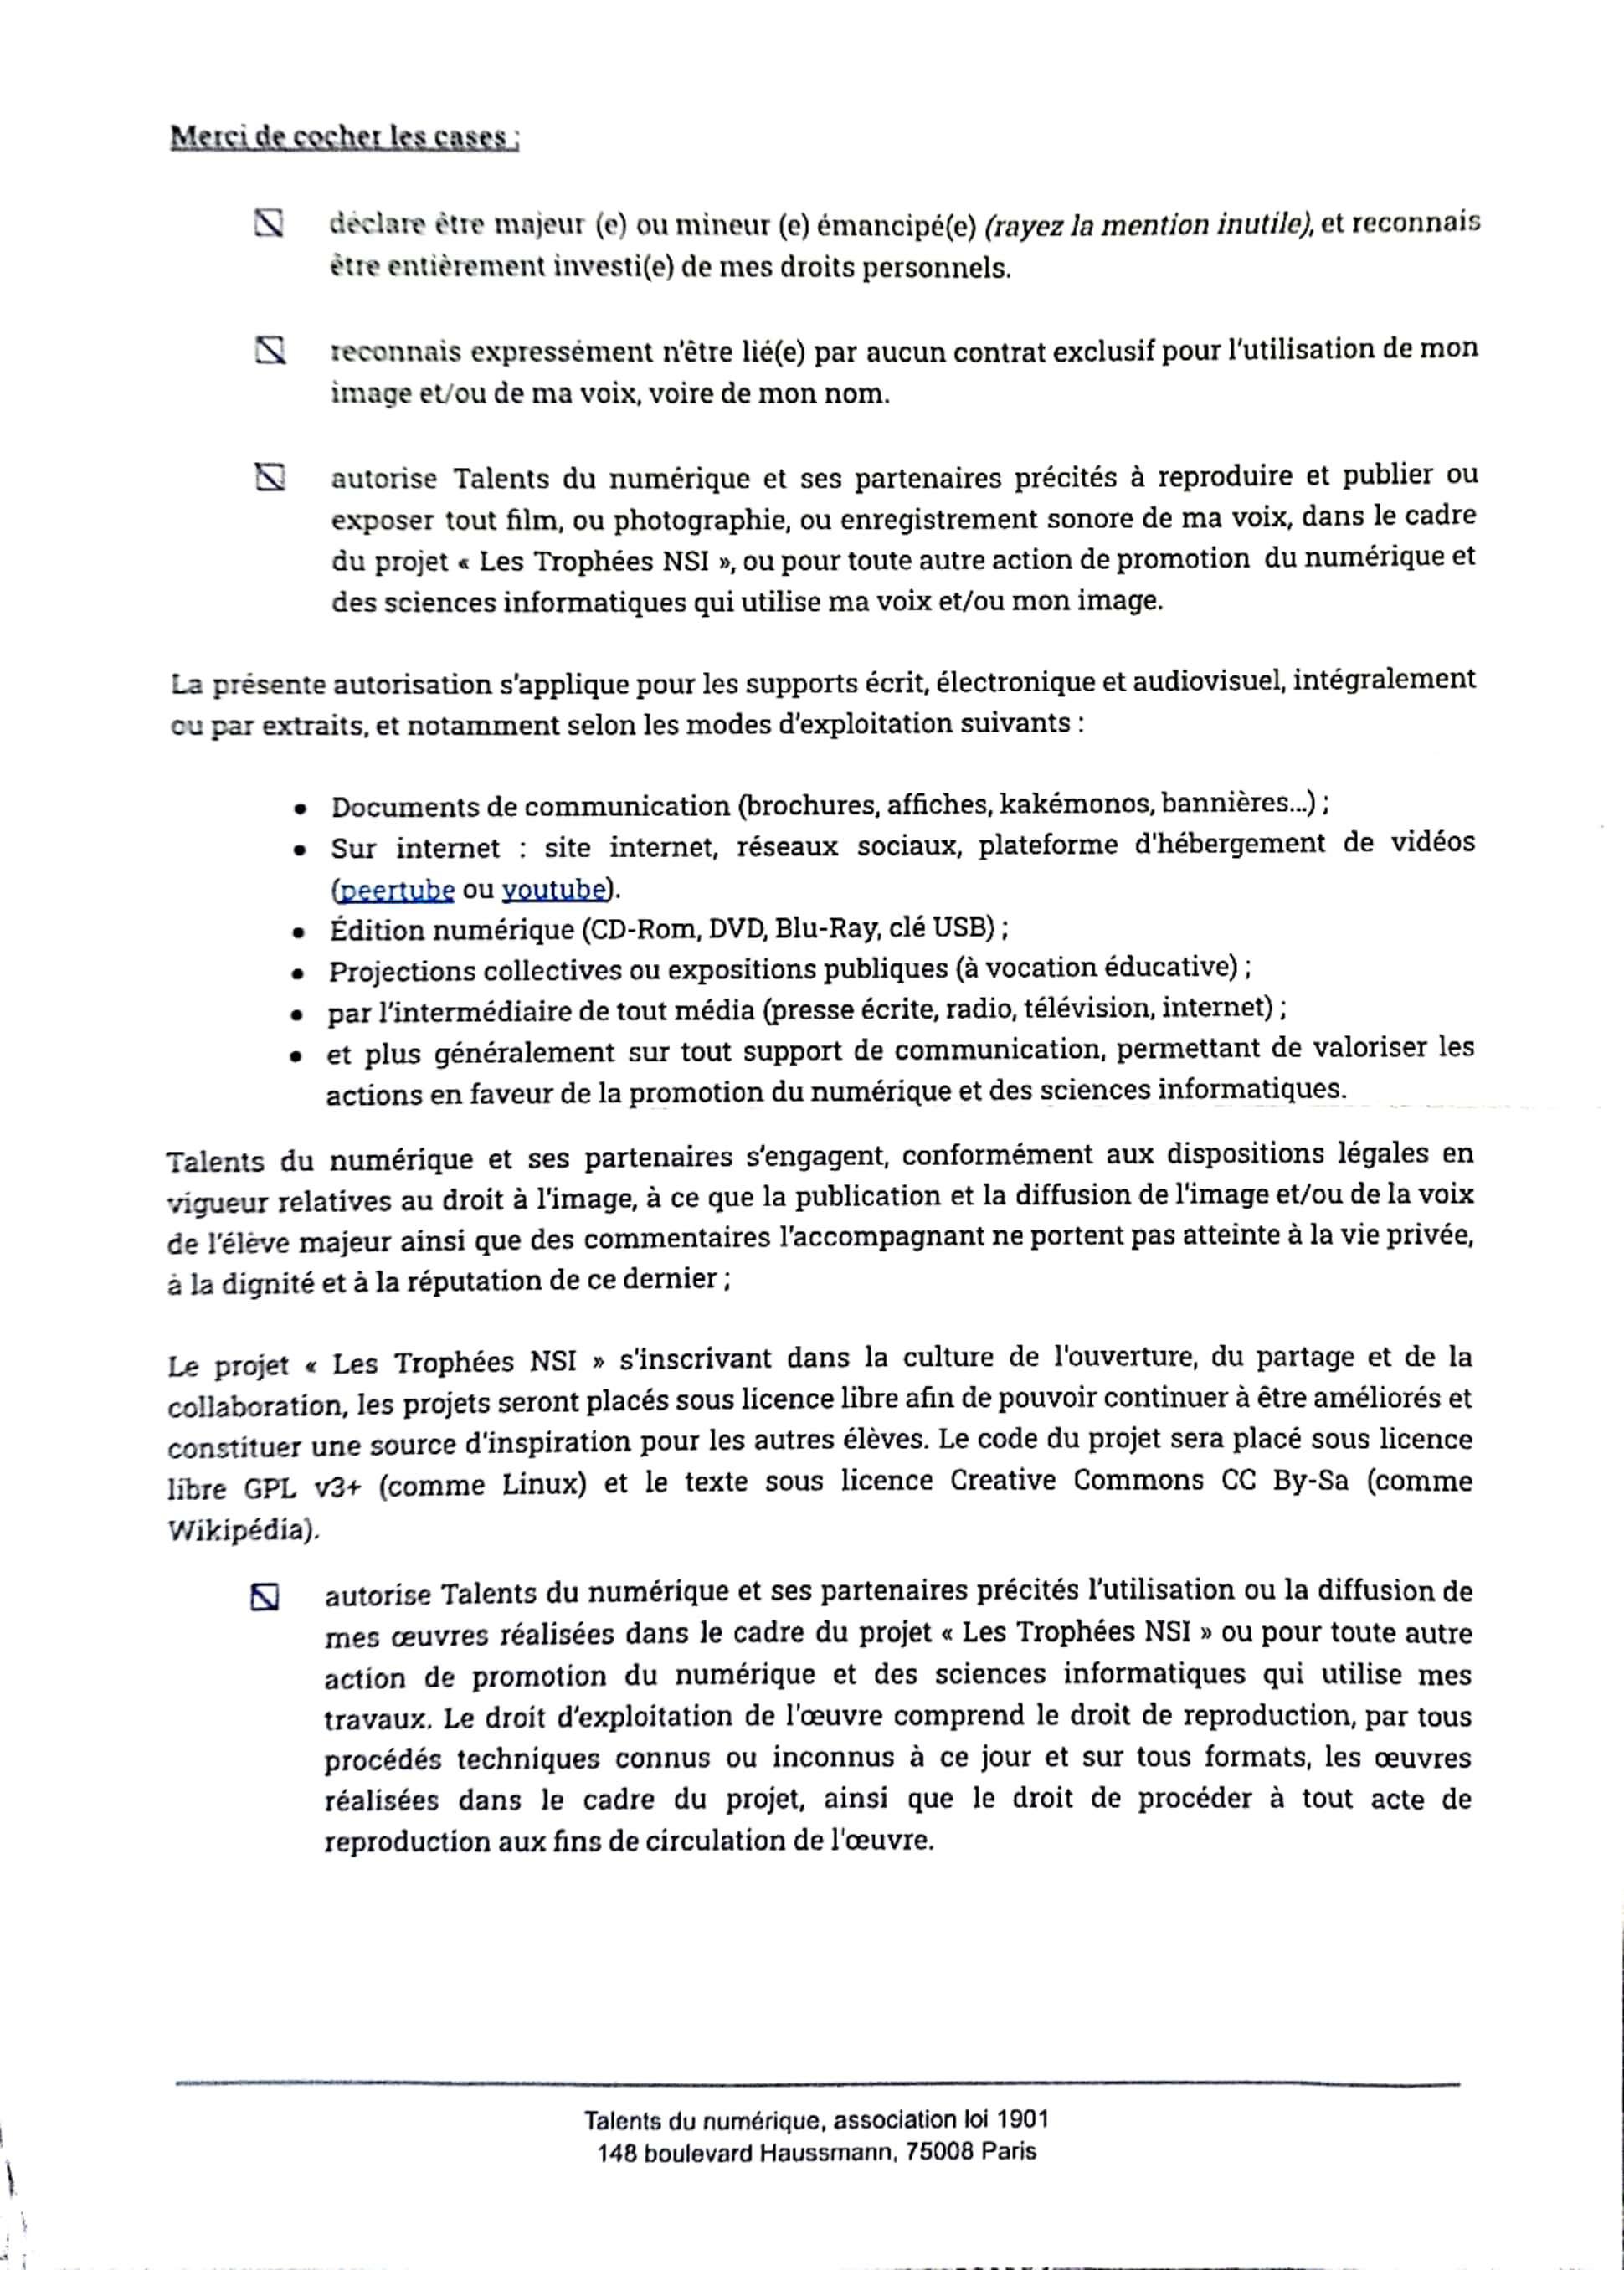 Merci de cocher les cases :
déclare être majeur (e) ou mineur (e) émancipé(e) (rayez la mention inutile), et reconnais
être entièrement investi(e) de mes droits personnels.
reconnais expressément n'être lié(e) par aucun contrat exclusif pour l'utilisation de mon
image et/ou de ma voix, voire de mon nom.
autorise Talents du numérique et ses partenaires précités à reproduire et publier ou
exposer tout film, ou photographie, ou enregistrement sonore de ma voix, dans le cadre
du projet « Les Trophées NSI », ou pour toute autre action de promotion du numérique et
des sciences informatiques qui utilise ma voix et/ou mon image.
La présente autorisation s'applique pour les supports écrit, électronique et audiovisuel, intégralement
ou par extraits, et notamment selon les modes d'exploitation suivants :
• Documents de communication (brochures, affiches, kakémonos, bannières...) ;
• Sur internet : site internet, réseaux sociaux, plateforme d'hébergement de vidéos
(peertube ou youtube).
• Édition numérique (CD-Rom, DVD, Blu-Ray, clé USB) ;
• Projections collectives ou expositions publiques (à vocation éducative) ;
• par l'intermédiaire de tout média (presse écrite, radio, télévision, internet) ;
• et plus généralement sur tout support de communication, permettant de valoriser les
actions en faveur de la promotion du numérique et des sciences informatiques.
Talents du numérique et ses partenaires s'engagent, conformément aux dispositions légales en
vigueur relatives au droit à l'image, à ce que la publication et la diffusion de l'image et/ou de la voix
de l'élève majeur ainsi que des commentaires l'accompagnant ne portent pas atteinte à la vie privée,
à la dignité et à la réputation de ce dernier ;
Le projet « Les Trophées NSI » s'inscrivant dans la culture de l'ouverture, du partage et de la
collaboration, les projets seront placés sous licence libre afin de pouvoir continuer à être améliorés et
constituer une source d'inspiration pour les autres élèves. Le code du projet sera placé sous licence
libre GPL v3+ (comme Linux) et le texte sous licence Creative Commons CC By-Sa (comme
Wikipédia).
autorise Talents du numérique et ses partenaires précités l'utilisation ou la diffusion de
mes œuvres réalisées dans le cadre du projet « Les Trophées NSI » ou pour toute autre
action de promotion du numérique et des sciences informatiques qui utilise mes
travaux. Le droit d'exploitation de l'œuvre comprend le droit de reproduction, par tous
procédés techniques connus ou inconnus à ce jour et sur tous formats, les œuvres
réalisées dans le cadre du projet, ainsi que le droit de procéder à tout acte de
reproduction aux fins de circulation de l'œuvre.
Talents du numérique, association loi 1901
148 boulevard Haussmann, 75008 Paris